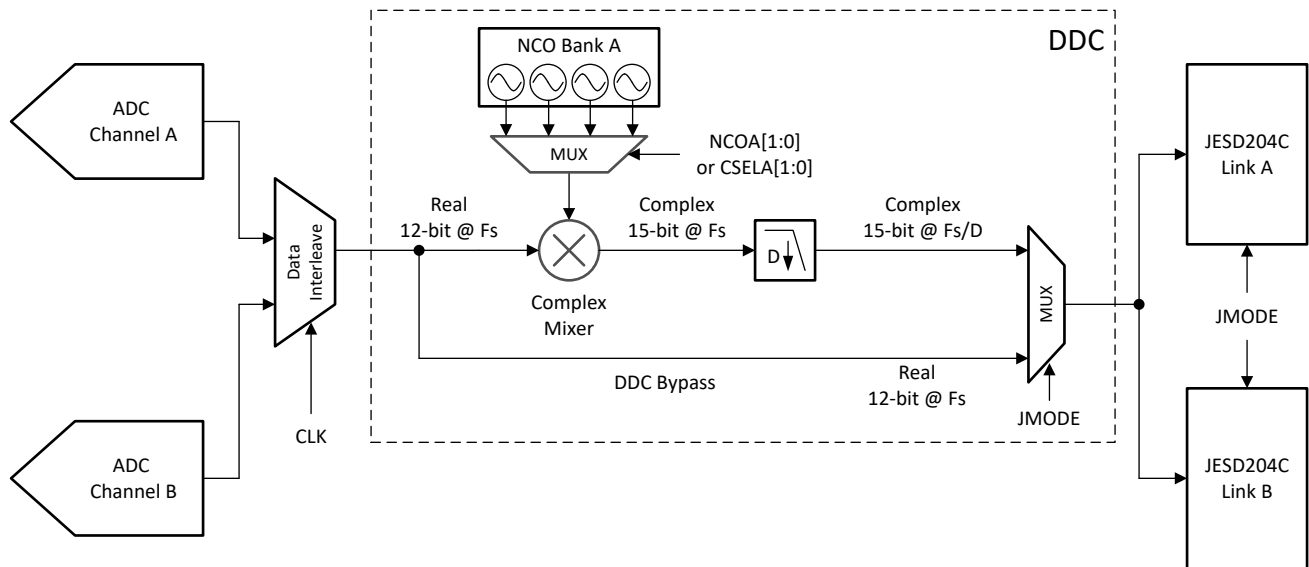 DDC
NCO Bank A
ADC
Channel A
MUX
NCOA[1:0]
or CSELA[1:0]
JESD204C
Link A
Data
Interleave
Real
12-bit @ Fs
Complex
15-bit @ Fs
D
Complex
15-bit @ Fs/D
Complex
Mixer
MUX
JMODE
DDC Bypass
Real
12-bit @ Fs
JMODE
CLK
ADC
Channel B
JESD204C
Link B